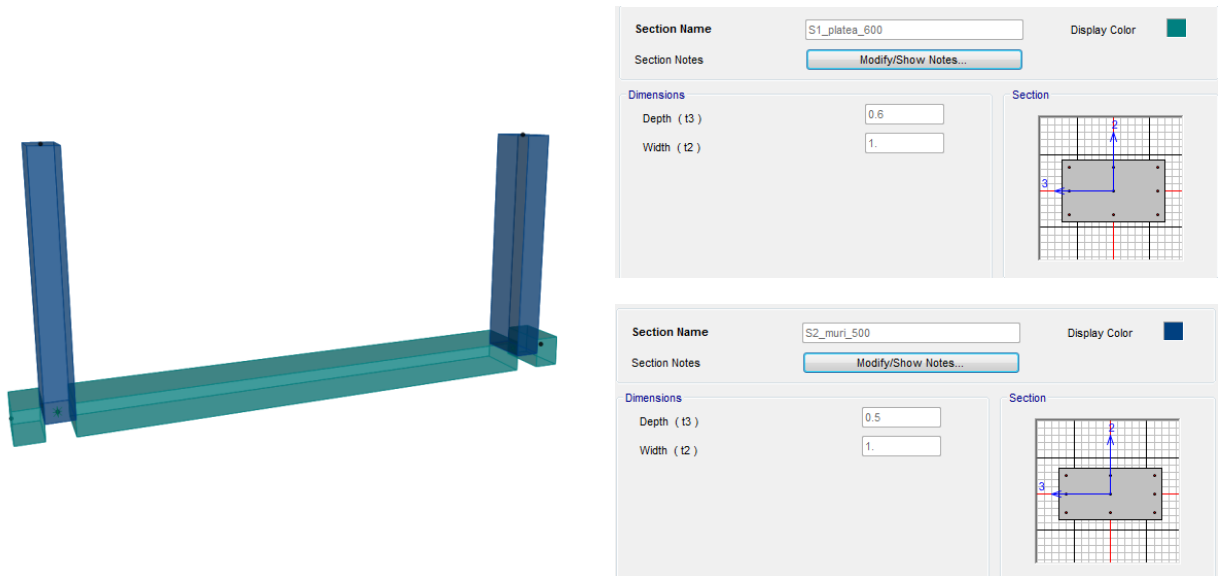 Section Name S1_platea_600 Display Color
Section Notes Modify/Show Notes...
Dimensions Section
Depth ( t3 ) 0.6
Width ( t2 ) 1.
2
3
Section Name S2_muri_500 Display Color
Section Notes Modify/Show Notes...
Dimensions Section
Depth ( t3 ) 0.5
Width ( t2 ) 1.
2
3